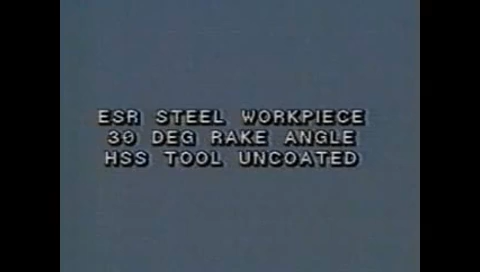 ESR STEEL WORKPIECE
30 DEG RAKE ANGLE
HSS TOOL UNCOATED